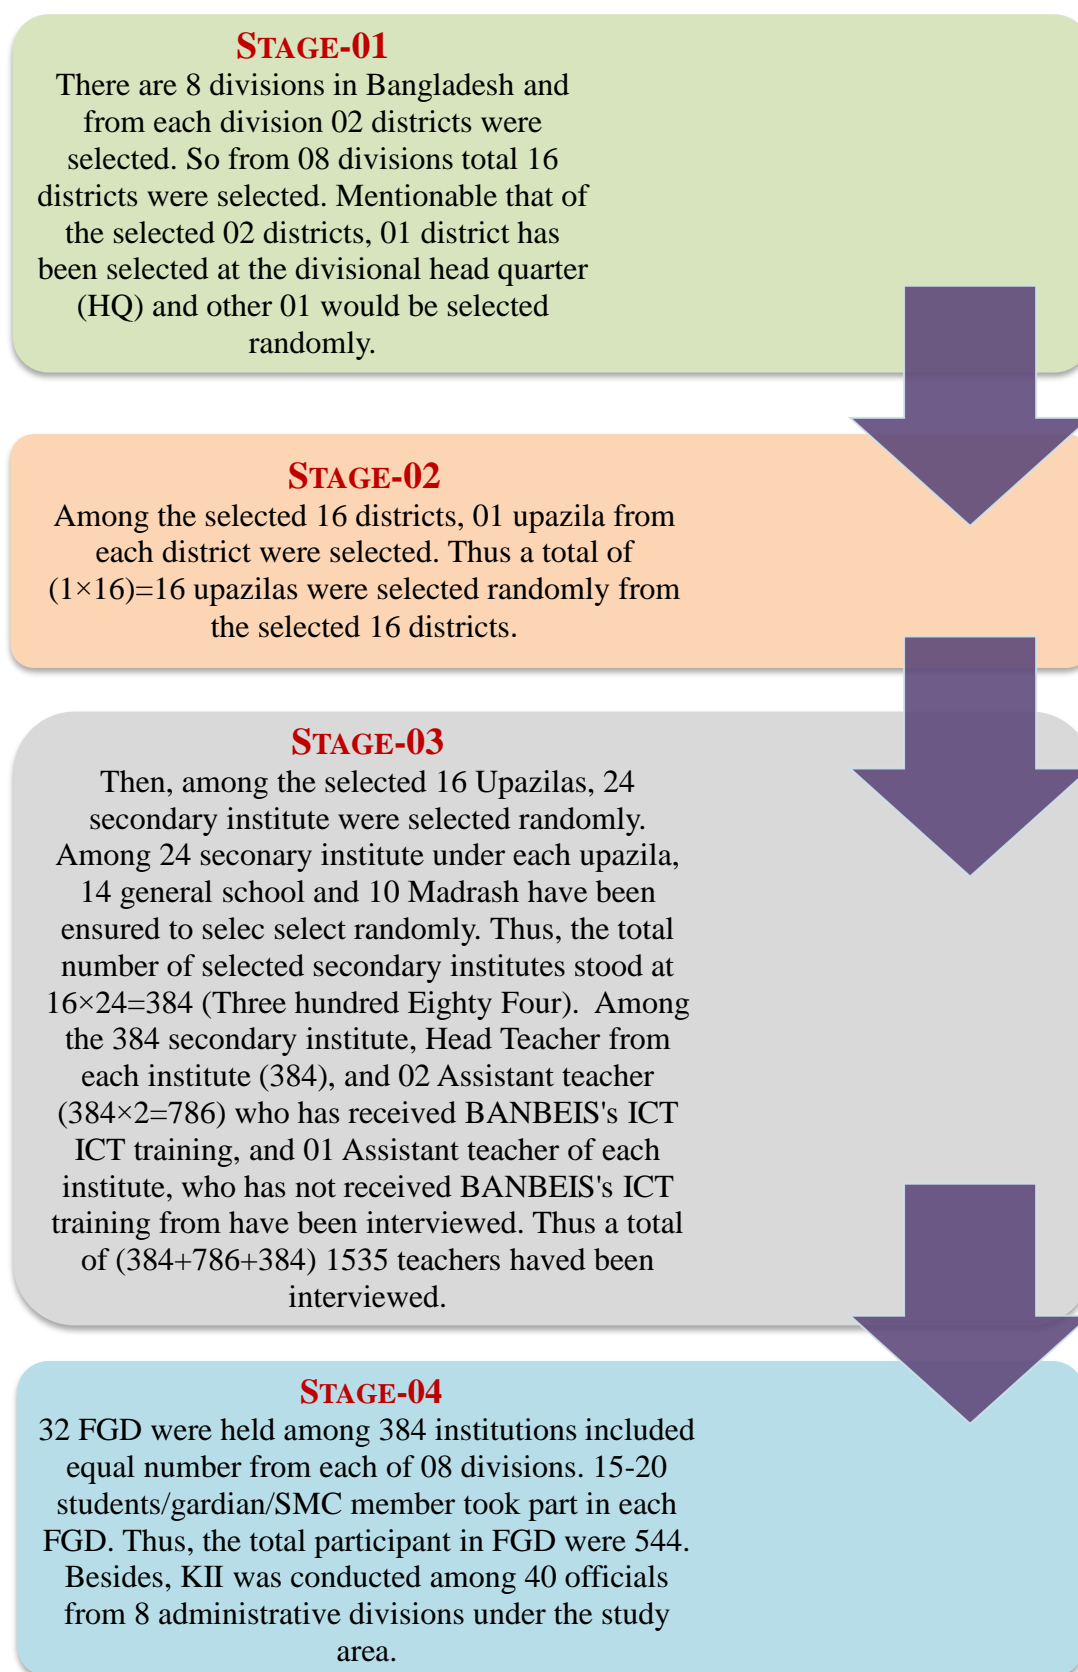 STAGE-01
There are 8 divisions in Bangladesh and
from each division 02 districts were
selected. So from 08 divisions total 16
districts were selected. Mentionable that of
the selected 02 districts, 01 district has
been selected at the divisional head quarter
(HQ) and other 01 would be selected
randomly.
STAGE-02
Among the selected 16 districts, 01 upazila from
each district were selected. Thus a total of
(1×16)=16 upazilas were selected randomly from
the selected 16 districts.
STAGE-03
Then, among the selected 16 Upazilas, 24
secondary institute were selected randomly.
Among 24 seconary institute under each upazila,
14 general school and 10 Madrash have been
ensured to selec select randomly. Thus, the total
number of selected secondary institutes stood at
16×24=384 (Three hundred Eighty Four). Among
the 384 secondary institute, Head Teacher from
each institute (384), and 02 Assistant teacher
(384×2=786) who has received BANBEIS's ICT
ICT training, and 01 Assistant teacher of each
institute, who has not received BANBEIS's ICT
training from have been interviewed. Thus a total
of (384+786+384) 1535 teachers haved been
interviewed.
STAGE-04
32 FGD were held among 384 institutions included
equal number from each of 08 divisions. 15-20
students/gardian/SMC member took part in each
FGD. Thus, the total participant in FGD were 544.
Besides, KII was conducted among 40 officials
from 8 administrative divisions under the study
area.